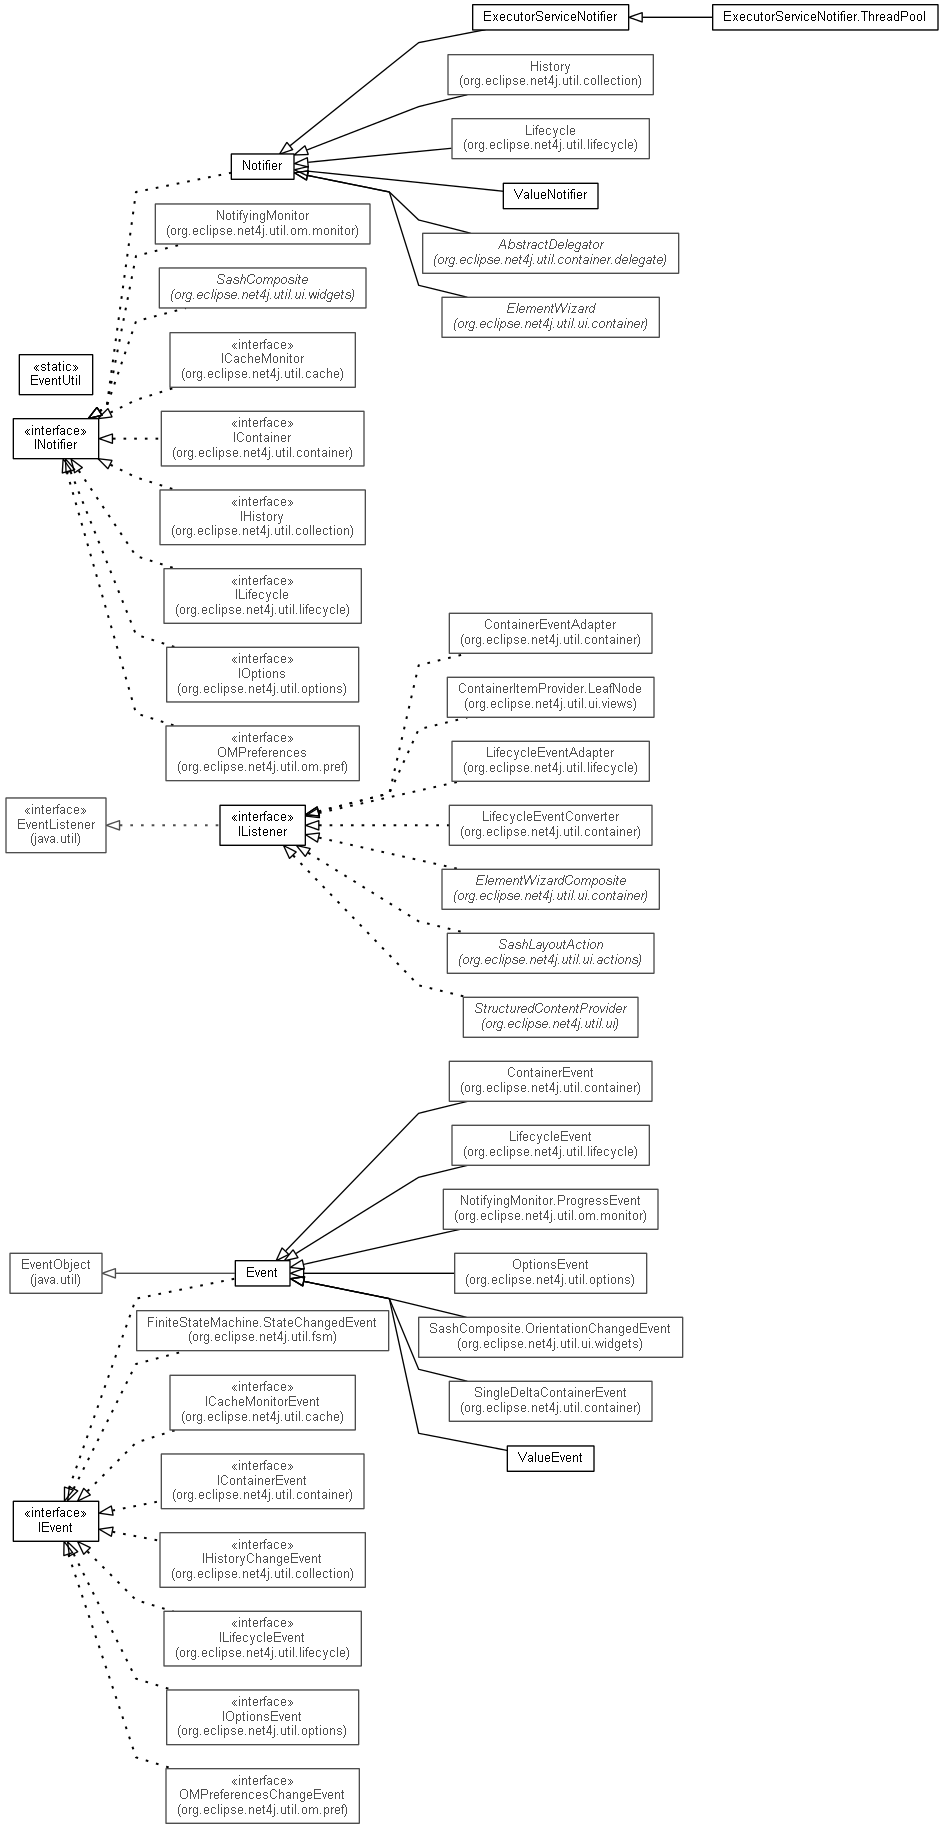 ExecutorServiceNotifier
ExecutorServiceNotifier.ThreadPool
History
(org.eclipse.net4j.util.collection)
Lifecycle
(org.eclipse.net4j.util.lifecycle)
Notifier
ValueNotifier
NotifyingMonitor
(org.eclipse.net4j.util.om.monitor)
AbstractDelegator
(org.eclipse.net4j.util.container.delegate)
SashComposite
(org.eclipse.net4j.util.ui.widgets)
ElementWizard
(org.eclipse.net4j.util.ui.container)
«interface»
ICacheMonitor
(org.eclipse.net4j.util.cache)
«static»
EventUtil
«interface»
INotifier
«interface»
IContainer
(org.eclipse.net4j.util.container)
«interface»
IHistory
(org.eclipse.net4j.util.collection)
«interface»
ILifecycle
(org.eclipse.net4j.util.lifecycle)
«interface»
IOptions
(org.eclipse.net4j.util.options)
«interface»
OMPreferences
(org.eclipse.net4j.util.om.pref)
ContainerEventAdapter
(org.eclipse.net4j.util.container)
ContainerItemProvider.LeafNode
(org.eclipse.net4j.util.ui.views)
LifecycleEventAdapter
(org.eclipse.net4j.util.lifecycle)
«interface»
EventListener
(java.util)
«interface»
IListener
LifecycleEventConverter
(org.eclipse.net4j.util.container)
ElementWizardComposite
(org.eclipse.net4j.util.ui.container)
SashLayoutAction
(org.eclipse.net4j.util.ui.actions)
StructuredContentProvider
(org.eclipse.net4j.util.ui)
ContainerEvent
(org.eclipse.net4j.util.container)
LifecycleEvent
(org.eclipse.net4j.util.lifecycle)
NotifyingMonitor.ProgressEvent
(org.eclipse.net4j.util.om.monitor)
EventObject
(java.util)
Event
OptionsEvent
(org.eclipse.net4j.util.options)
FiniteStateMachine.StateChangedEvent
(org.eclipse.net4j.util.fsm)
SashComposite.OrientationChangedEvent
(org.eclipse.net4j.util.ui.widgets)
«interface»
ICacheMonitorEvent
(org.eclipse.net4j.util.cache)
SingleDeltaContainerEvent
(org.eclipse.net4j.util.container)
ValueEvent
«interface»
IContainerEvent
(org.eclipse.net4j.util.container)
«interface»
IEvent
«interface»
IHistoryChangeEvent
(org.eclipse.net4j.util.collection)
«interface»
ILifecycleEvent
(org.eclipse.net4j.util.lifecycle)
«interface»
IOptionsEvent
(org.eclipse.net4j.util.options)
«interface»
OMPreferencesChangeEvent
(org.eclipse.net4j.util.om.pref)